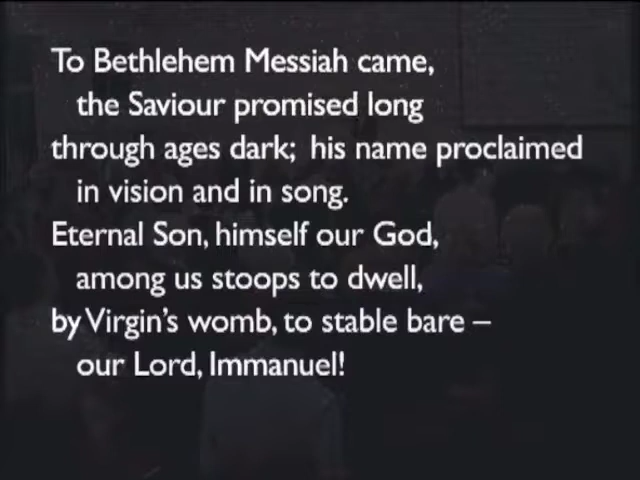 To Bethlehem Messiah came,
the Saviour promised long
through ages dark; his name proclaimed
in vision and in song.
Eternal Son, himself our God,
among us stoops to dwell,
by Virgin's womb, to stable bare –
our Lord, Immanuel!